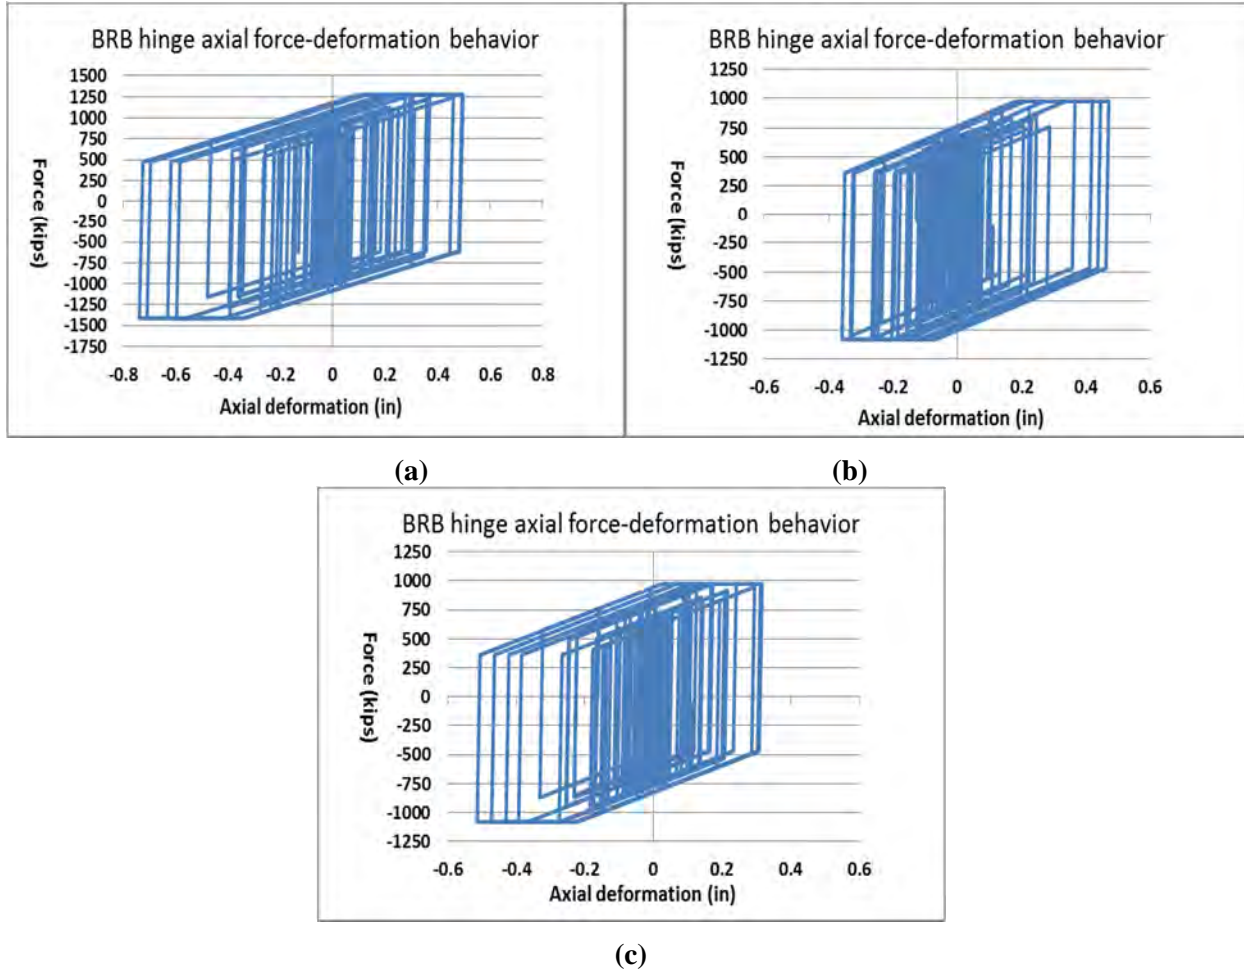 BRB hinge axial force-deformation behavior
1500
1250
1000
750
500
250
0
-250
-500
-750
-1000
-1250
-1500
-1750
Force (kips)
-0.8 -0.6 -0.4 -0.2 0 0.2 0.4 0.6 0.8
Axial deformation (in)
(a)
BRB hinge axial force-deformation behavior
1250
1000
750
500
250
0
-250
-500
-750
-1000
-1250
Force (kips)
-0.6 -0.4 -0.2 0 0.2 0.4 0.6
Axial deformation (in)
(b)
BRB hinge axial force-deformation behavior
1250
1000
750
500
250
0
-250
-500
-750
-1000
-1250
Force (kips)
-0.6 -0.4 -0.2 0 0.2 0.4 0.6
Axial deformation (in)
(c)